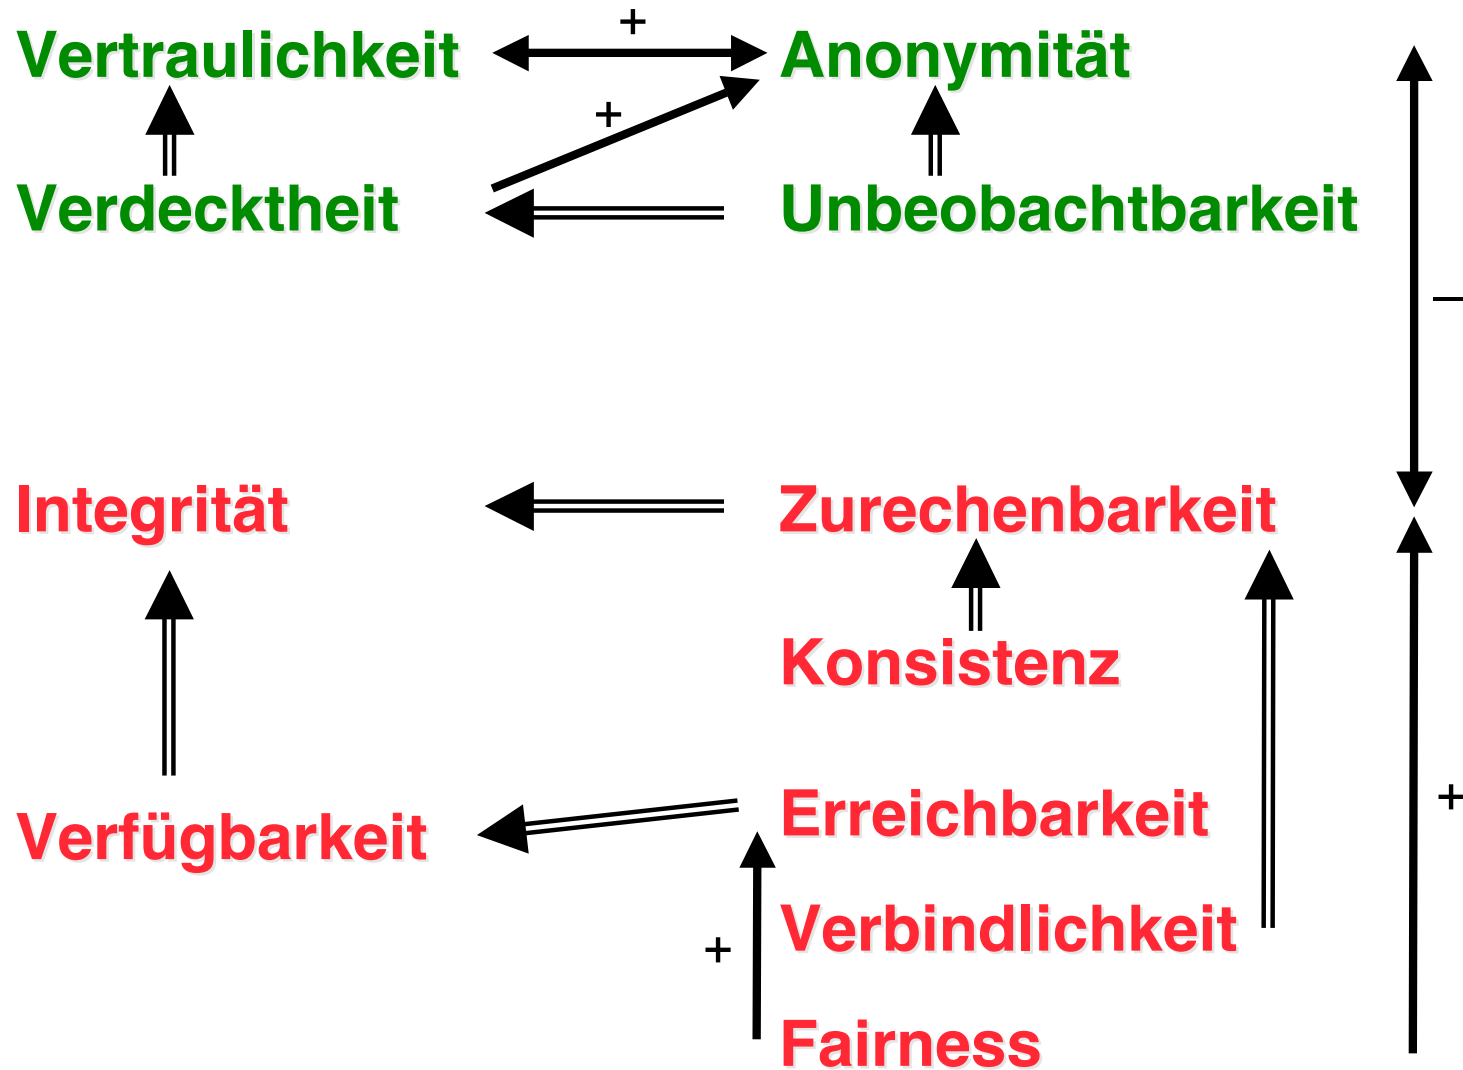 Vertraulichkeit + Anonymität
+
Verdecktheit Unbeobachtbarkeit
–
Integrität Zurechenbarkeit
Konsistenz
Erreichbarkeit +
Verfügbarkeit
Verbindlichkeit
+
Fairness